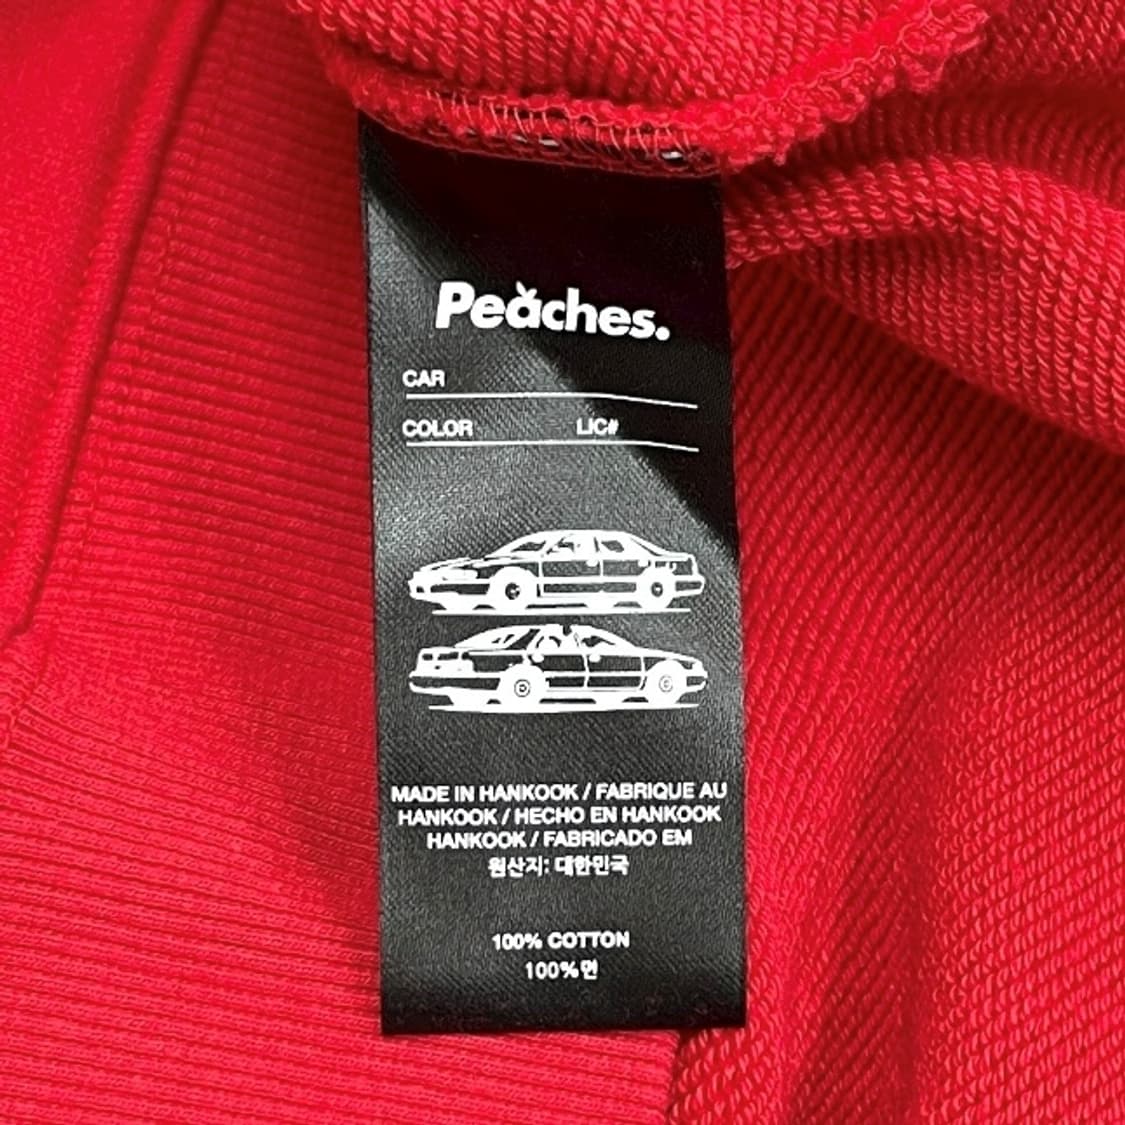 Peaches.
CAR
COLOR LIC#
MADE IN HANKOOK / FABRIQUE AU
HANKOOK / HECHO EN HANKOOK
HANKOOK / FABRICADO EM
원산지: 대한민국
100% COTTON
100%면